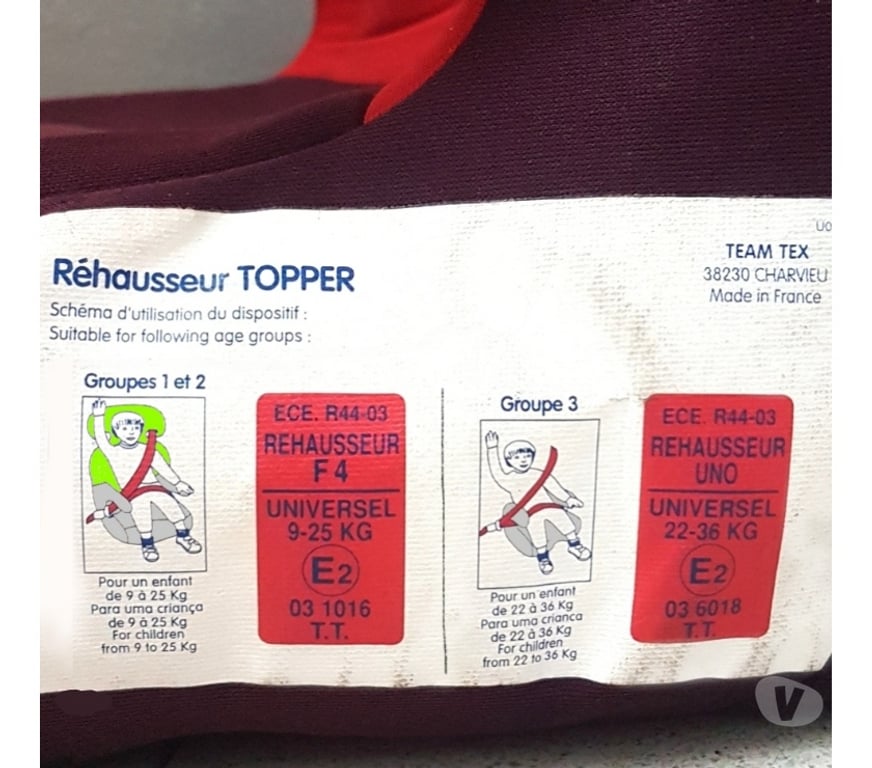 Réhausseur TOPPER
Schéma d'utilisation du dispositif :
Suitable for following age groups :
TEAM TEX
38230 CHARVIEU
Made in France
Groupes 1 et 2
Pour un enfant
de 9 à 25 Kg
Para uma criança
de 9 à 25 Kg
For children
from 9 to 25 Kg
ECE. R44-03
REHAUSSEUR
F4
UNIVERSEL
9-25 KG
E2
03 1016
T.T.
Groupe 3
Pour un enfant
de 22 à 36 Kg
Para uma crianca
de 22 à 36 Kg
For children
from 22 to 36 Kg
ECE. R44-03
REHAUSSEUR
UNO
UNIVERSEL
22-36 KG
E2
03 6018
T.T.
V